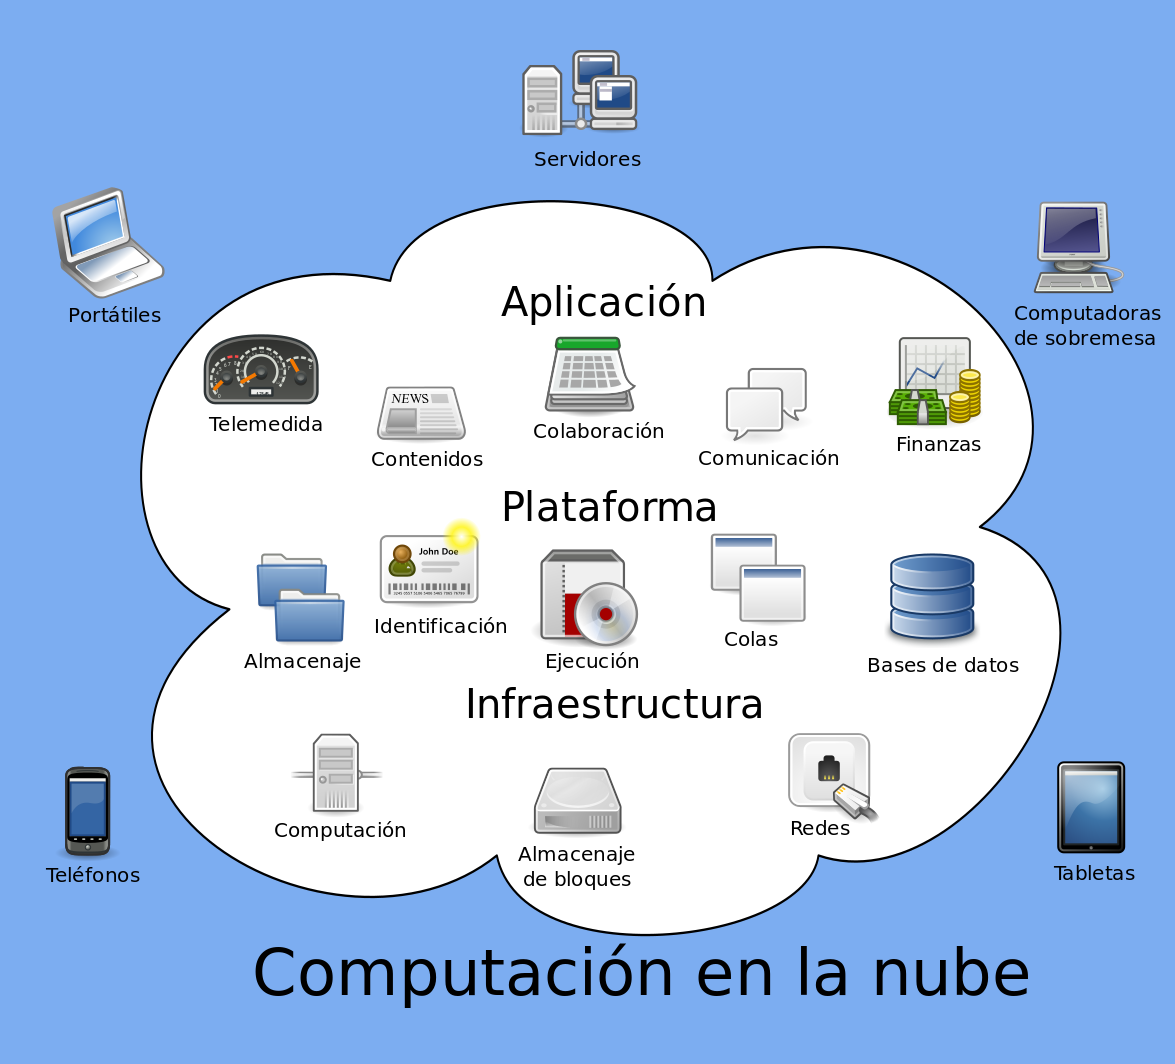 Servidores
Portátiles
Computadoras
de sobremesa
Aplicación
Telemedida
NEWS
Contenidos
Colaboración
Comunicación
Finanzas
Plataforma
John Doe
Almacenaje
Identificación
Ejecución
Colas
Bases de datos
Infraestructura
Computación
Almacenaje
de bloques
Redes
Teléfonos
Tabletas
Computación en la nube